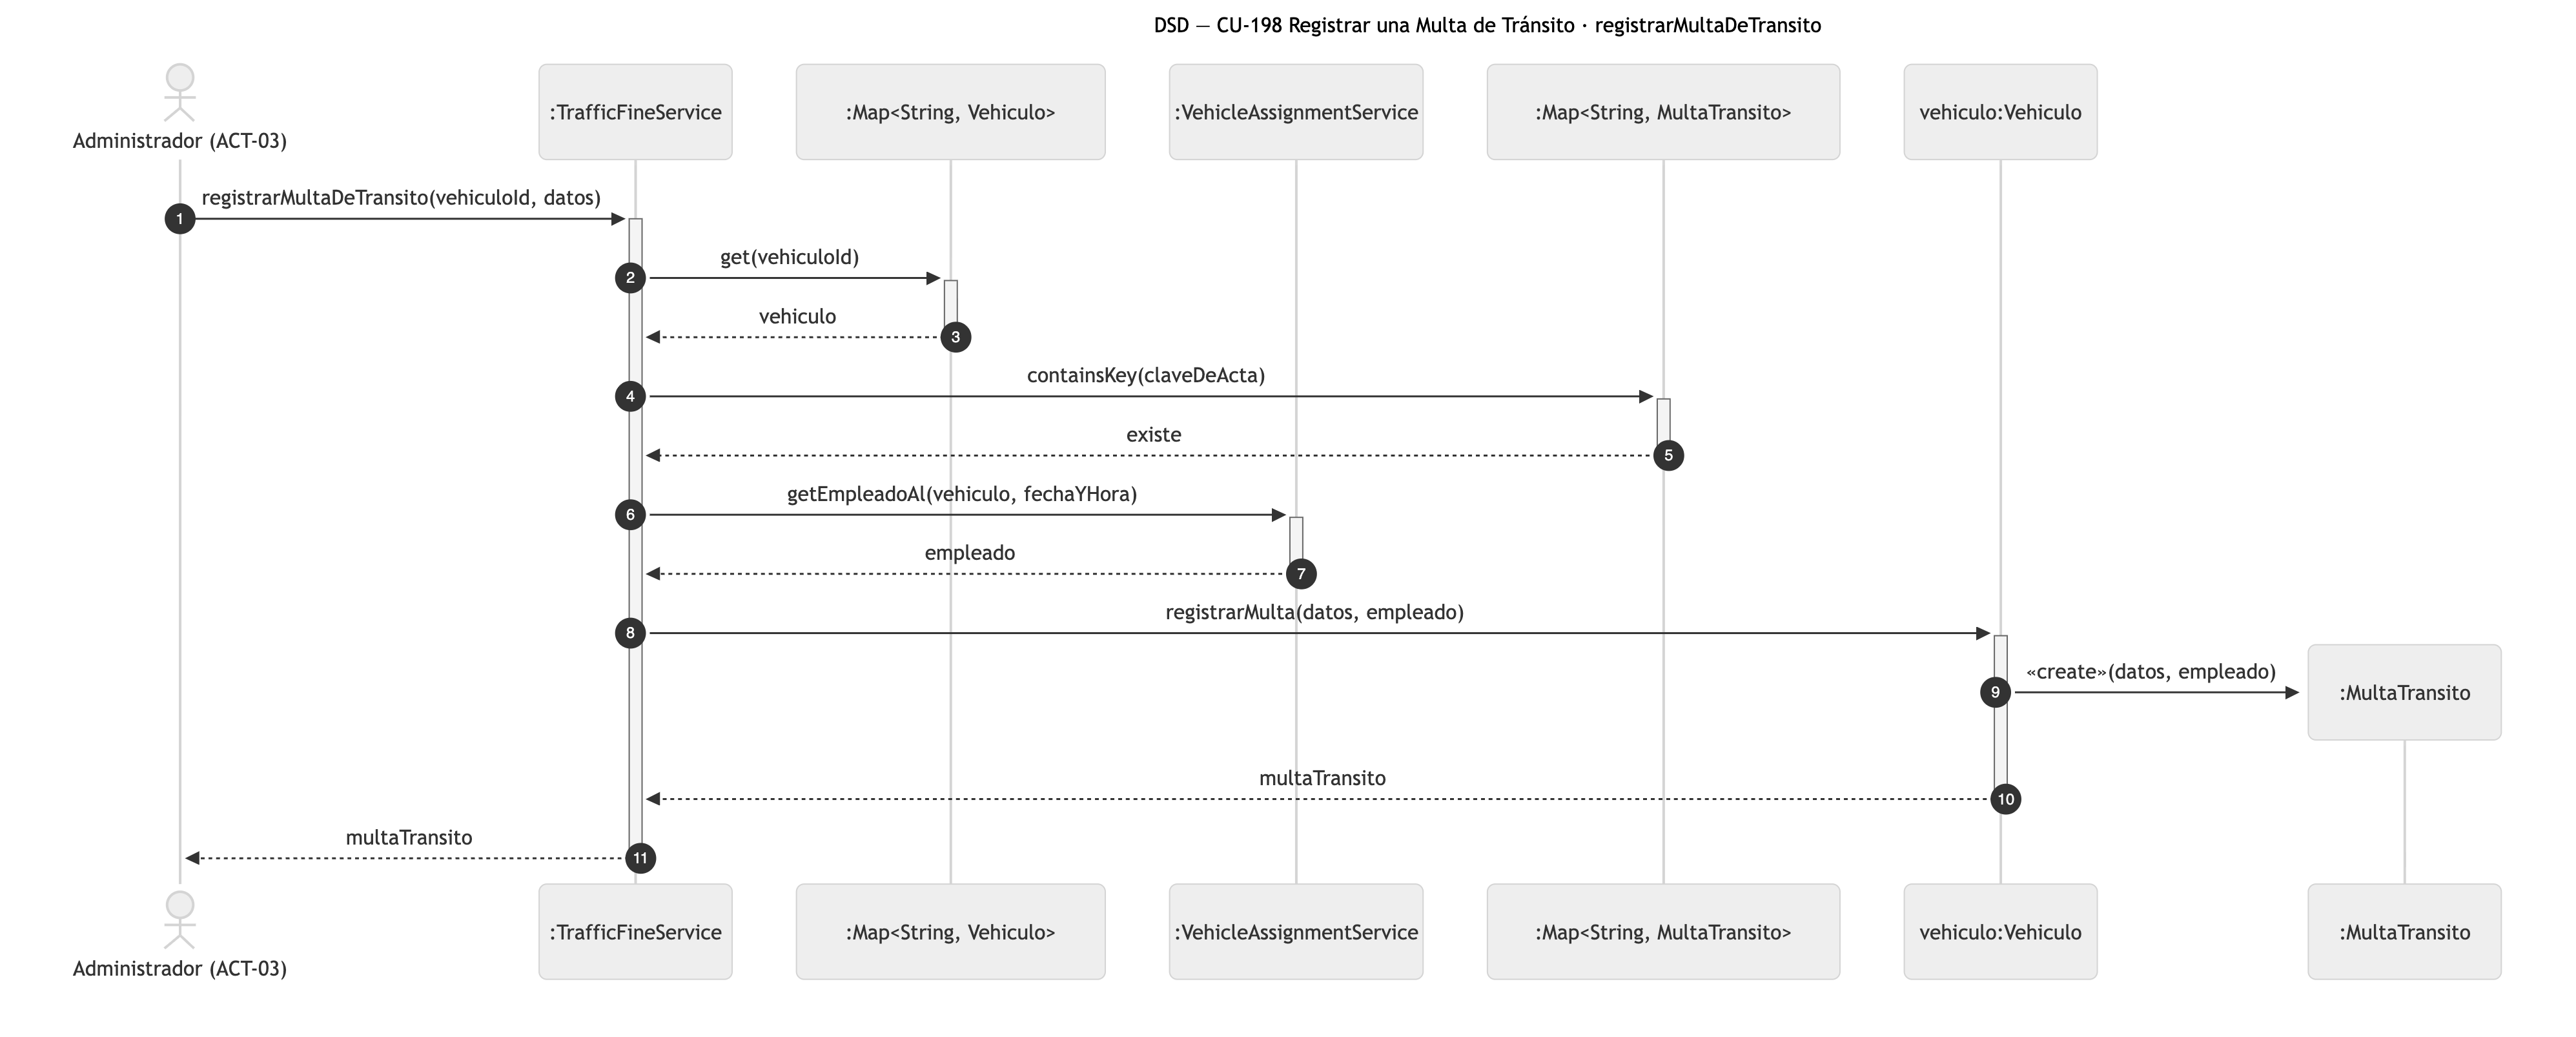 DSD — CU-198 Registrar una Multa de Tránsito · registrarMultaDeTransito
Administrador (ACT-03)
:TrafficFineService
:Map<String, Vehiculo>
:VehicleAssignmentService
:Map<String, MultaTransito>
vehiculo:Vehiculo
registrarMultaDeTransito(vehiculoId, datos)
1
get(vehiculoId)
2
vehiculo
3
containsKey(claveDeActa)
4
existe
5
getEmpleadoAl(vehiculo, fechaYHora)
6
empleado
7
registrarMulta(datos, empleado)
8
«create»(datos, empleado)
9
:MultaTransito
multaTransito
10
multaTransito
11
Administrador (ACT-03)
:TrafficFineService
:Map<String, Vehiculo>
:VehicleAssignmentService
:Map<String, MultaTransito>
vehiculo:Vehiculo
:MultaTransito